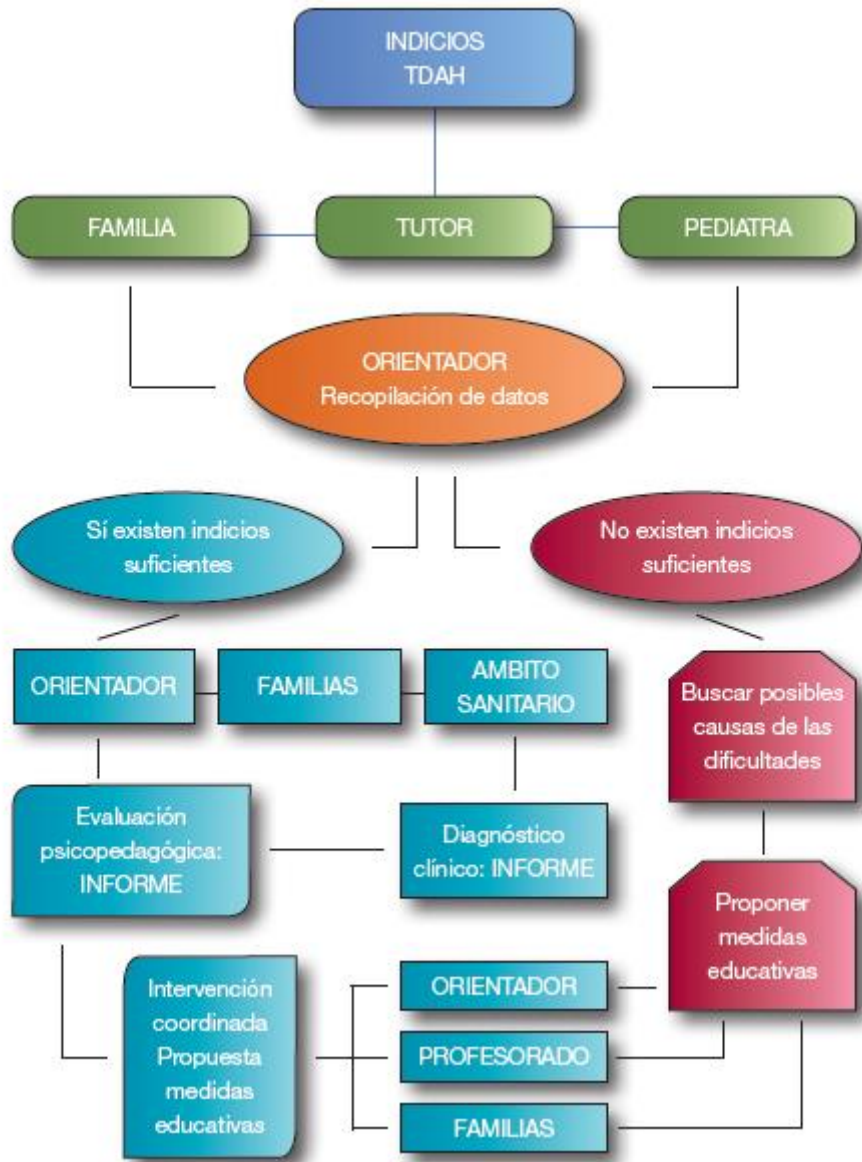 INDICIOS
TDAH
FAMILIA
TUTOR
PEDIATRA
ORIENTADOR
Recopilación de datos
Sí existen indicios
suficientes
No existen indicios
suficientes
ORIENTADOR
FAMILIAS
AMBITO
SANITARIO
Buscar posibles
causas de las
dificultades
Evaluación
psicopedagógica:
INFORME
Diagnóstico
clínico: INFORME
Proponer
medidas
educativas
Intervención
coordinada
Propuesta
medidas
educativas
ORIENTADOR
PROFESORADO
FAMILIAS